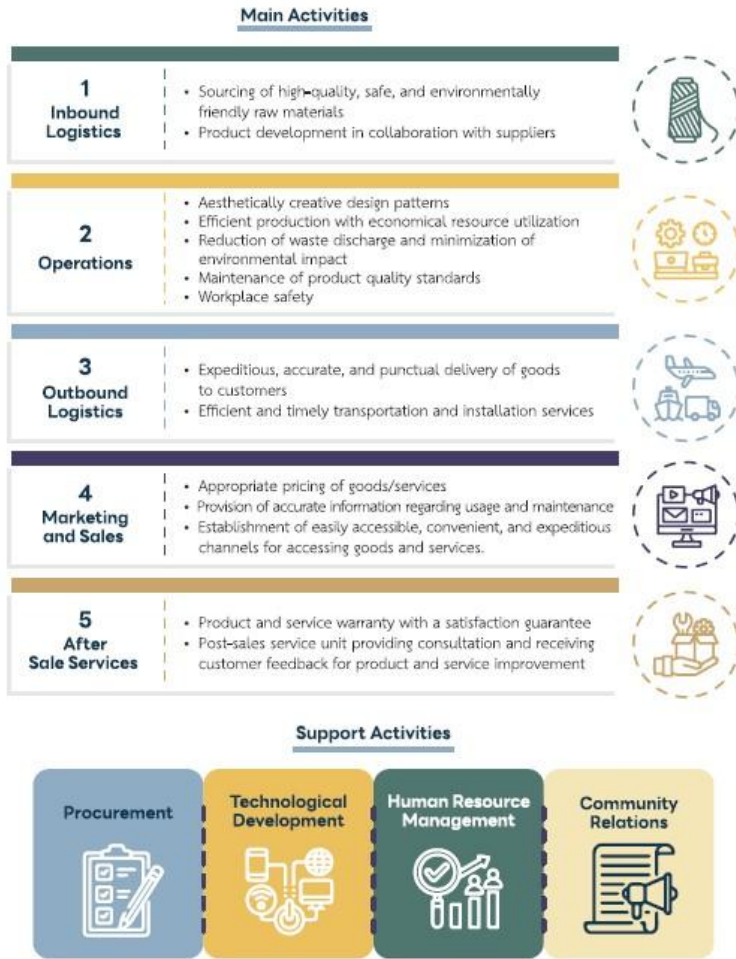 Main Activities
1
Inbound
Logistics
• Sourcing of high-quality, safe, and environmentally
friendly raw materials
• Product development in collaboration with suppliers
2
Operations
• Aesthetically creative design patterns
• Efficient production with economical resource utilization
• Reduction of waste discharge and minimization of
environmental impact
• Maintenance of product quality standards
• Workplace safety
3
Outbound
Logistics
• Expeditious, accurate, and punctual delivery of goods
to customers
• Efficient and timely transportation and installation services
4
Marketing
and Sales
• Appropriate pricing of goods/services
• Provision of accurate information regarding usage and maintenance
• Establishment of easily accessible, convenient, and expeditious
channels for accessing goods and services.
5
After
Sale Services
• Product and service warranty with a satisfaction guarantee
• Post-sales service unit providing consultation and receiving
customer feedback for product and service improvement
Support Activities
Procurement
Technological
Development
Human Resource
Management
Community
Relations